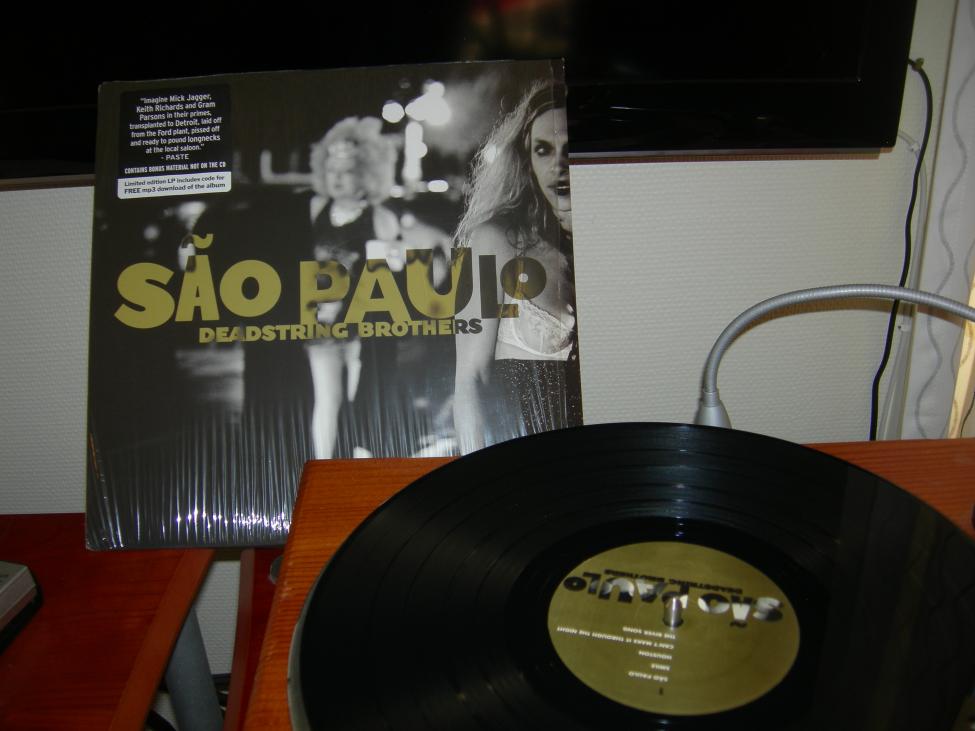 "Imagine Mick Jagger,
Keith Richards and Gram
Parsons in their primes,
transplanted to Detroit, laid off
from the Ford plant, pissed off
and ready to pound longnecks
at the local saloon."
- PASTE
CONTAINS BONUS MATERIAL NOT ON THE CD
Limited edition LP includes code for
FREE mp3 download of the album
SÃO PAULO
DEADSTRING BROTHERS
SÃO PAULO
DEADSTRING BROTHERS
I
SÃO PAULO
SMILE
HOUSTON
CAN'T MAKE IT THROUGH THE NIGHT
THE RIVER SONG